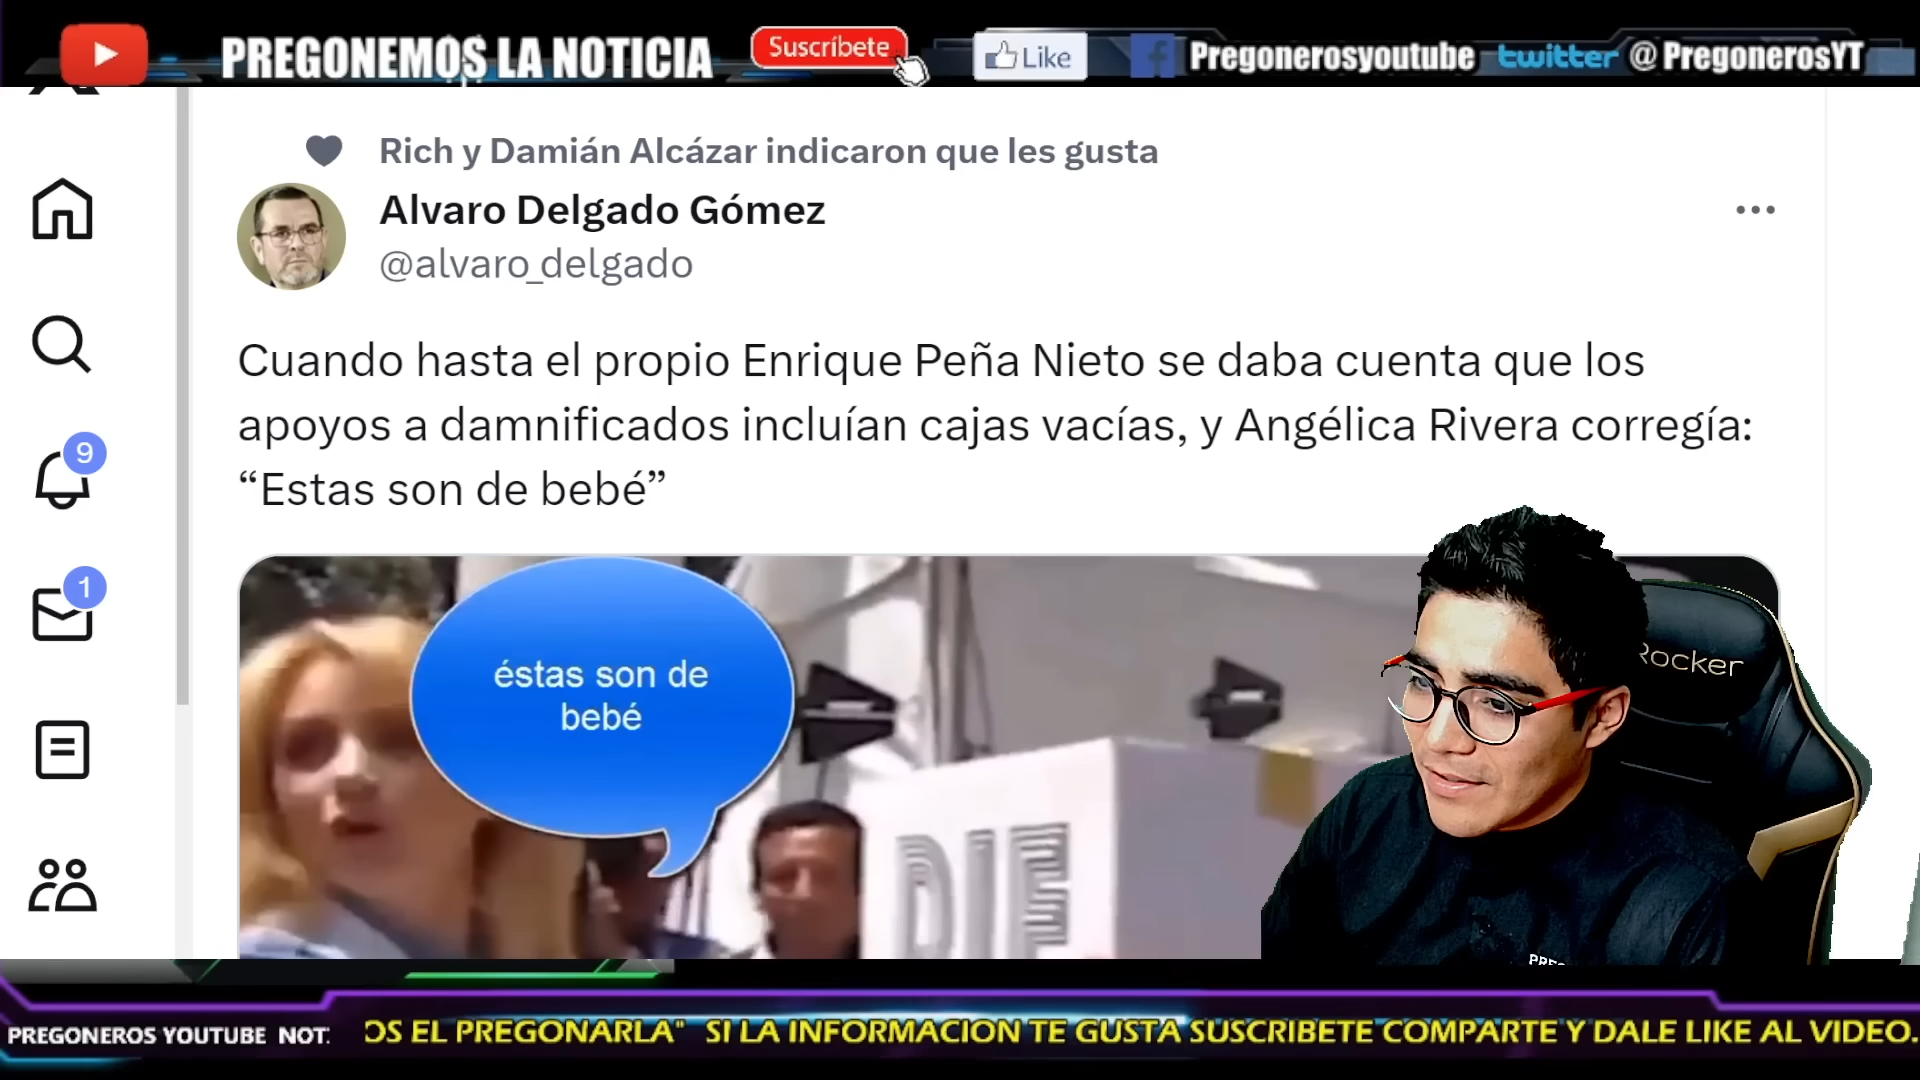 PREGONEMOS LA NOTICIA
Suscríbete
Like
Pregonerosyoutube
twitter @PregonerosYT
Rich y Damián Alcázar indicaron que les gusta
Alvaro Delgado Gómez
@alvaro_delgado
9
Cuando hasta el propio Enrique Peña Nieto se daba cuenta que los
apoyos a damnificados incluían cajas vacías, y Angélica Rivera corregía:
“Estas son de bebé”
1
éstas son de
bebé
Rocker
DIF
PREGONEROS YOUTUBE NOT.
OS EL PREGONARLA" SI LA INFORMACION TE GUSTA SUSCRIBETE COMPARTE Y DALE LIKE AL VIDEO.